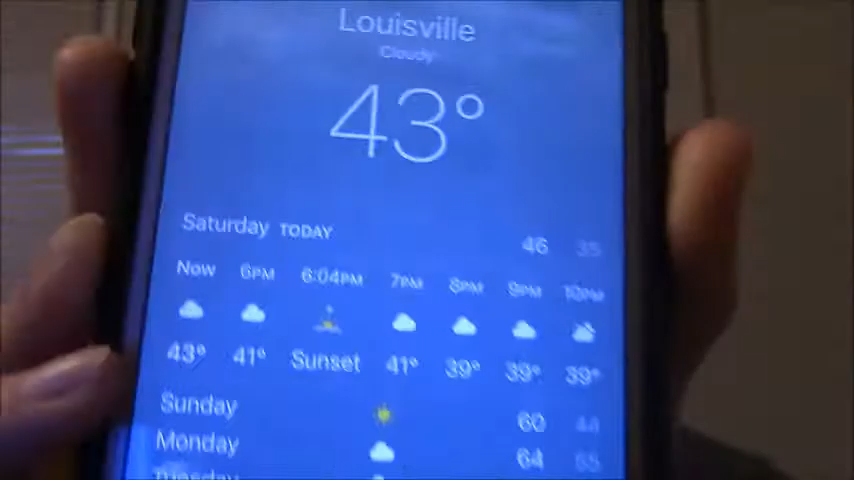 Louisville
Cloudy
43°
Saturday TODAY 46 35
Now 6PM 6:04PM 7PM 8PM 9PM 10PM
43° 41° Sunset 41° 39° 39° 39°
Sunday 60 44
Monday 64 55
Tuesday